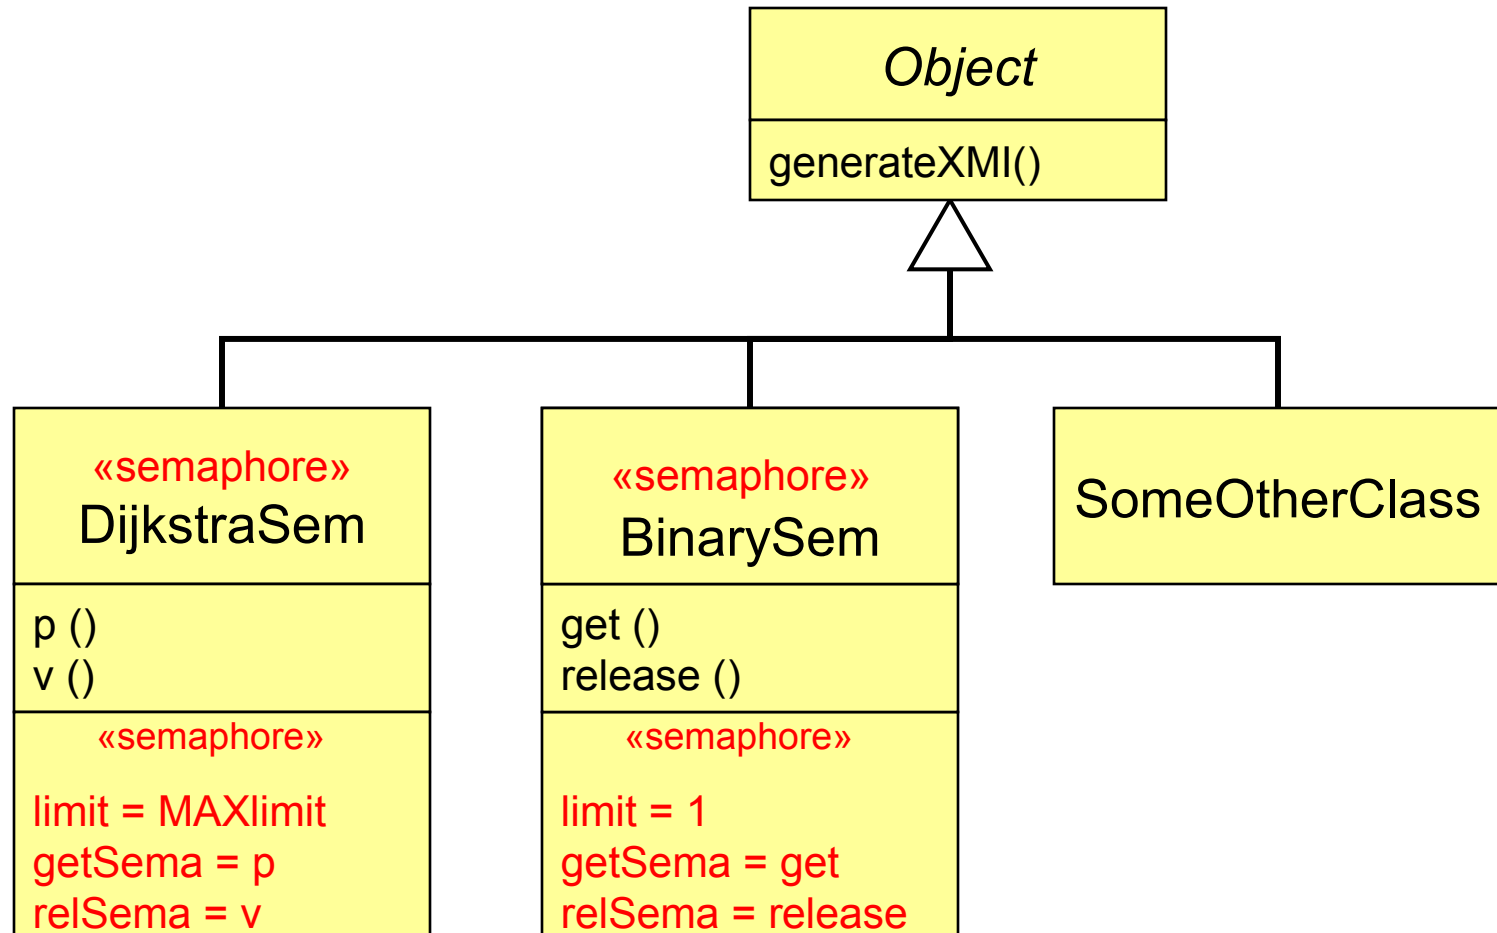 Object
generateXMI()
«semaphore»
DijkstraSem
p ()
v ()
«semaphore»
limit = MAXlimit
getSema = p
relSema = v
«semaphore»
BinarySem
get ()
release ()
«semaphore»
limit = 1
getSema = get
relSema = release
SomeOtherClass